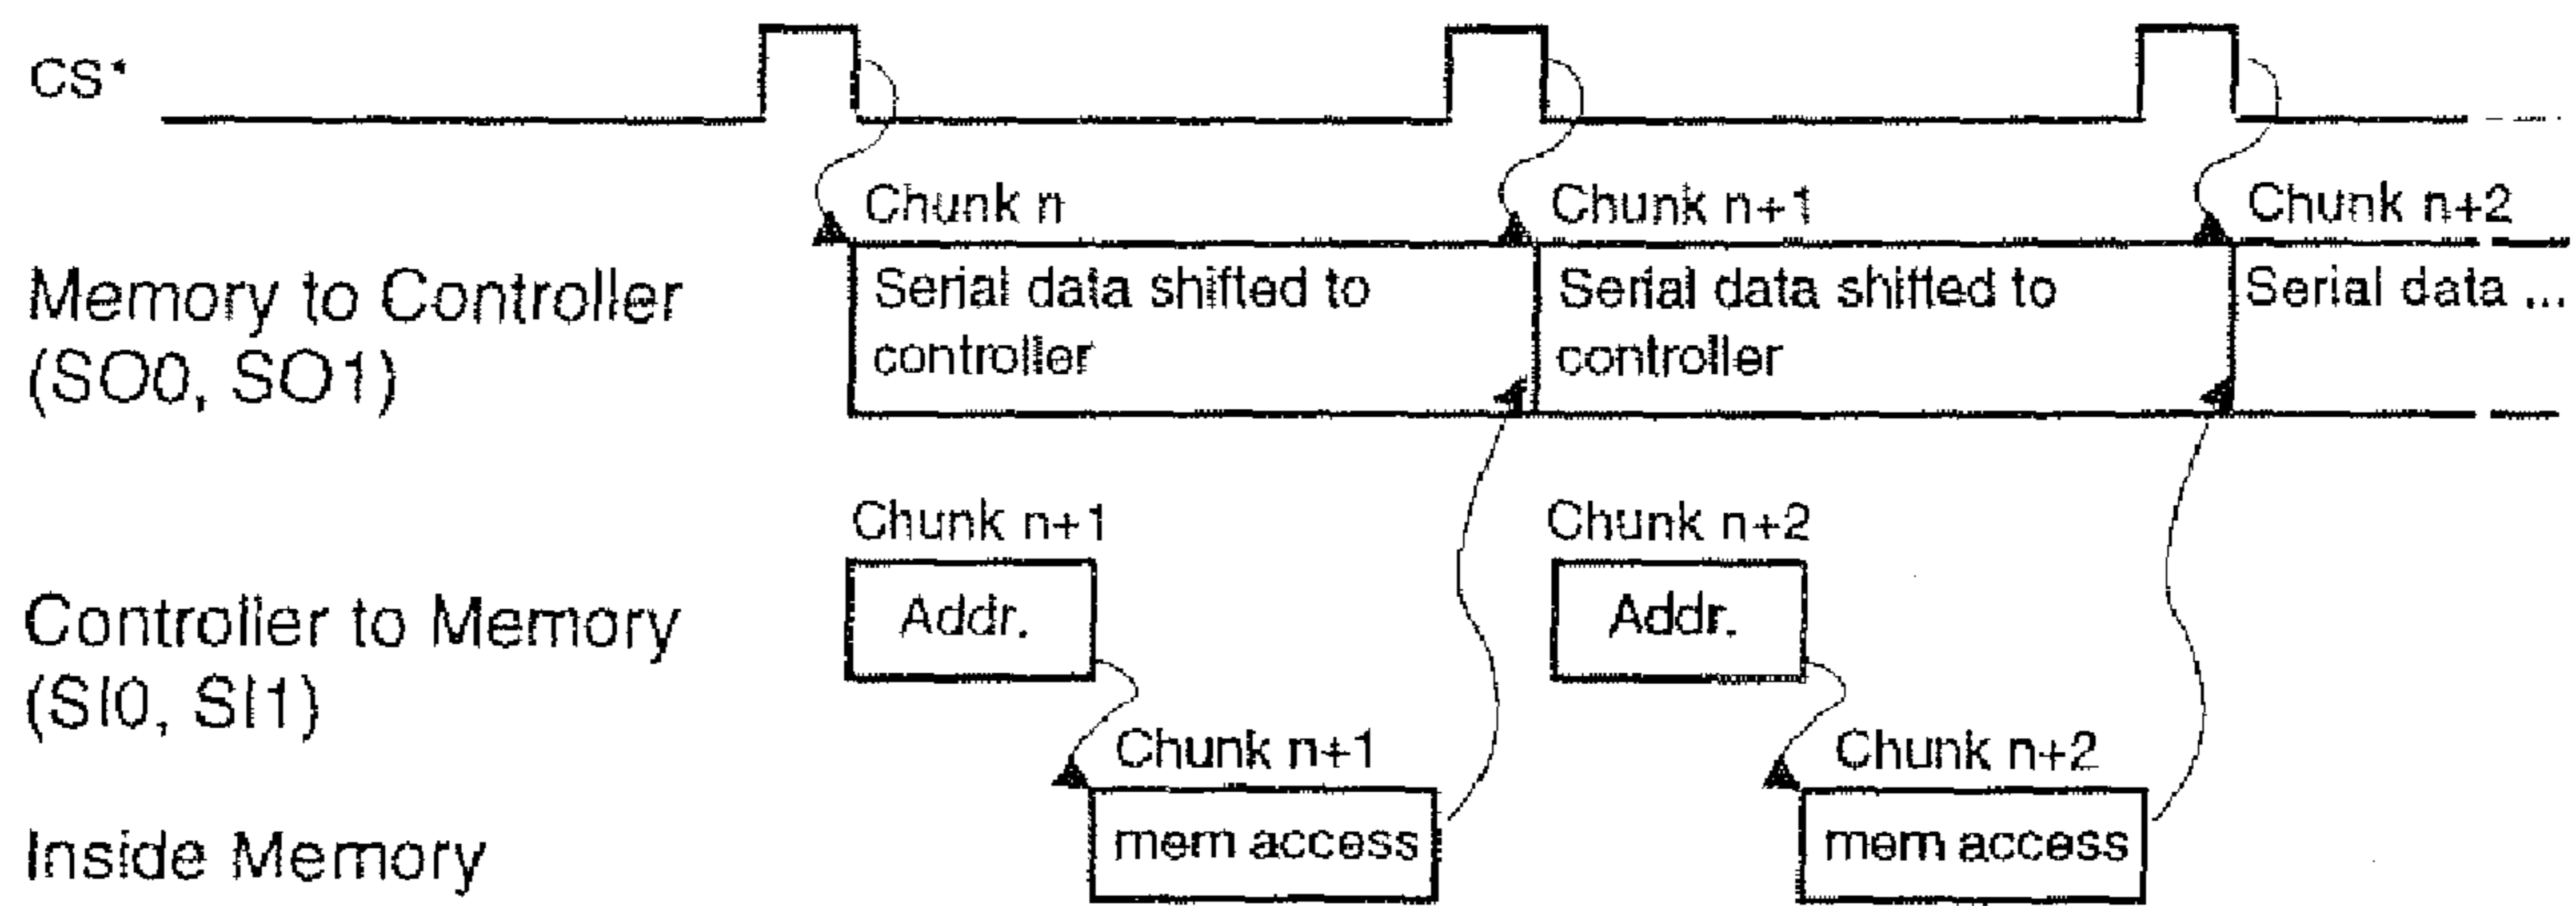 CS*
Chunk n
Chunk n+1
Chunk n+2
Memory to Controller
(SO0, SO1)
Serial data shifted to
controller
Serial data shifted to
controller
Serial data ...
Chunk n+1
Chunk n+2
Controller to Memory
(SI0, SI1)
Addr.
Addr.
Chunk n+1
Chunk n+2
Inside Memory
mem access
mem access